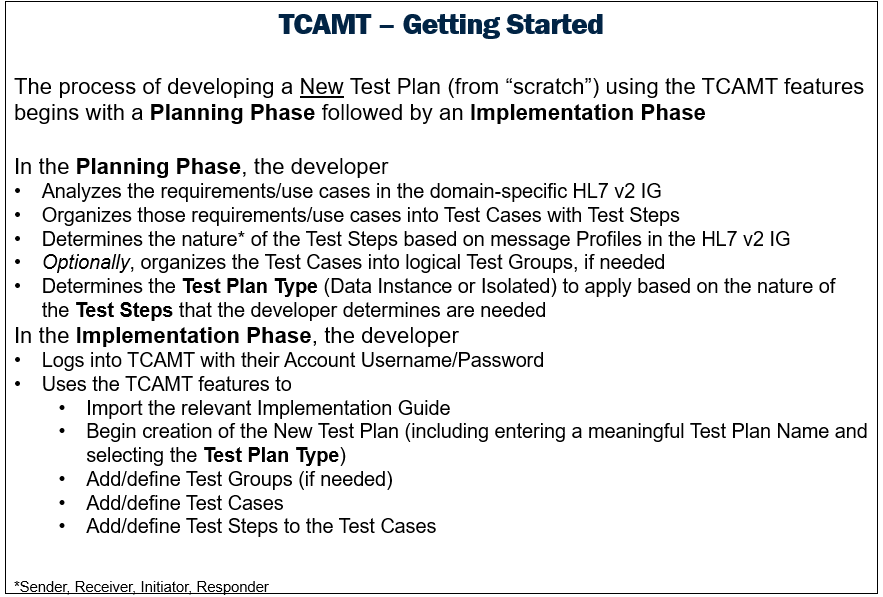 TCAMT – Getting Started
The process of developing a New Test Plan (from “scratch”) using the TCAMT features
begins with a Planning Phase followed by an Implementation Phase
In the Planning Phase, the developer
• Analyzes the requirements/use cases in the domain-specific HL7 v2 IG
• Organizes those requirements/use cases into Test Cases with Test Steps
• Determines the nature* of the Test Steps based on message Profiles in the HL7 v2 IG
• Optionally, organizes the Test Cases into logical Test Groups, if needed
• Determines the Test Plan Type (Data Instance or Isolated) to apply based on the nature of
the Test Steps that the developer determines are needed
In the Implementation Phase, the developer
• Logs into TCAMT with their Account Username/Password
• Uses the TCAMT features to
• Import the relevant Implementation Guide
• Begin creation of the New Test Plan (including entering a meaningful Test Plan Name and
selecting the Test Plan Type)
• Add/define Test Groups (if needed)
• Add/define Test Cases
• Add/define Test Steps to the Test Cases
*Sender, Receiver, Initiator, Responder